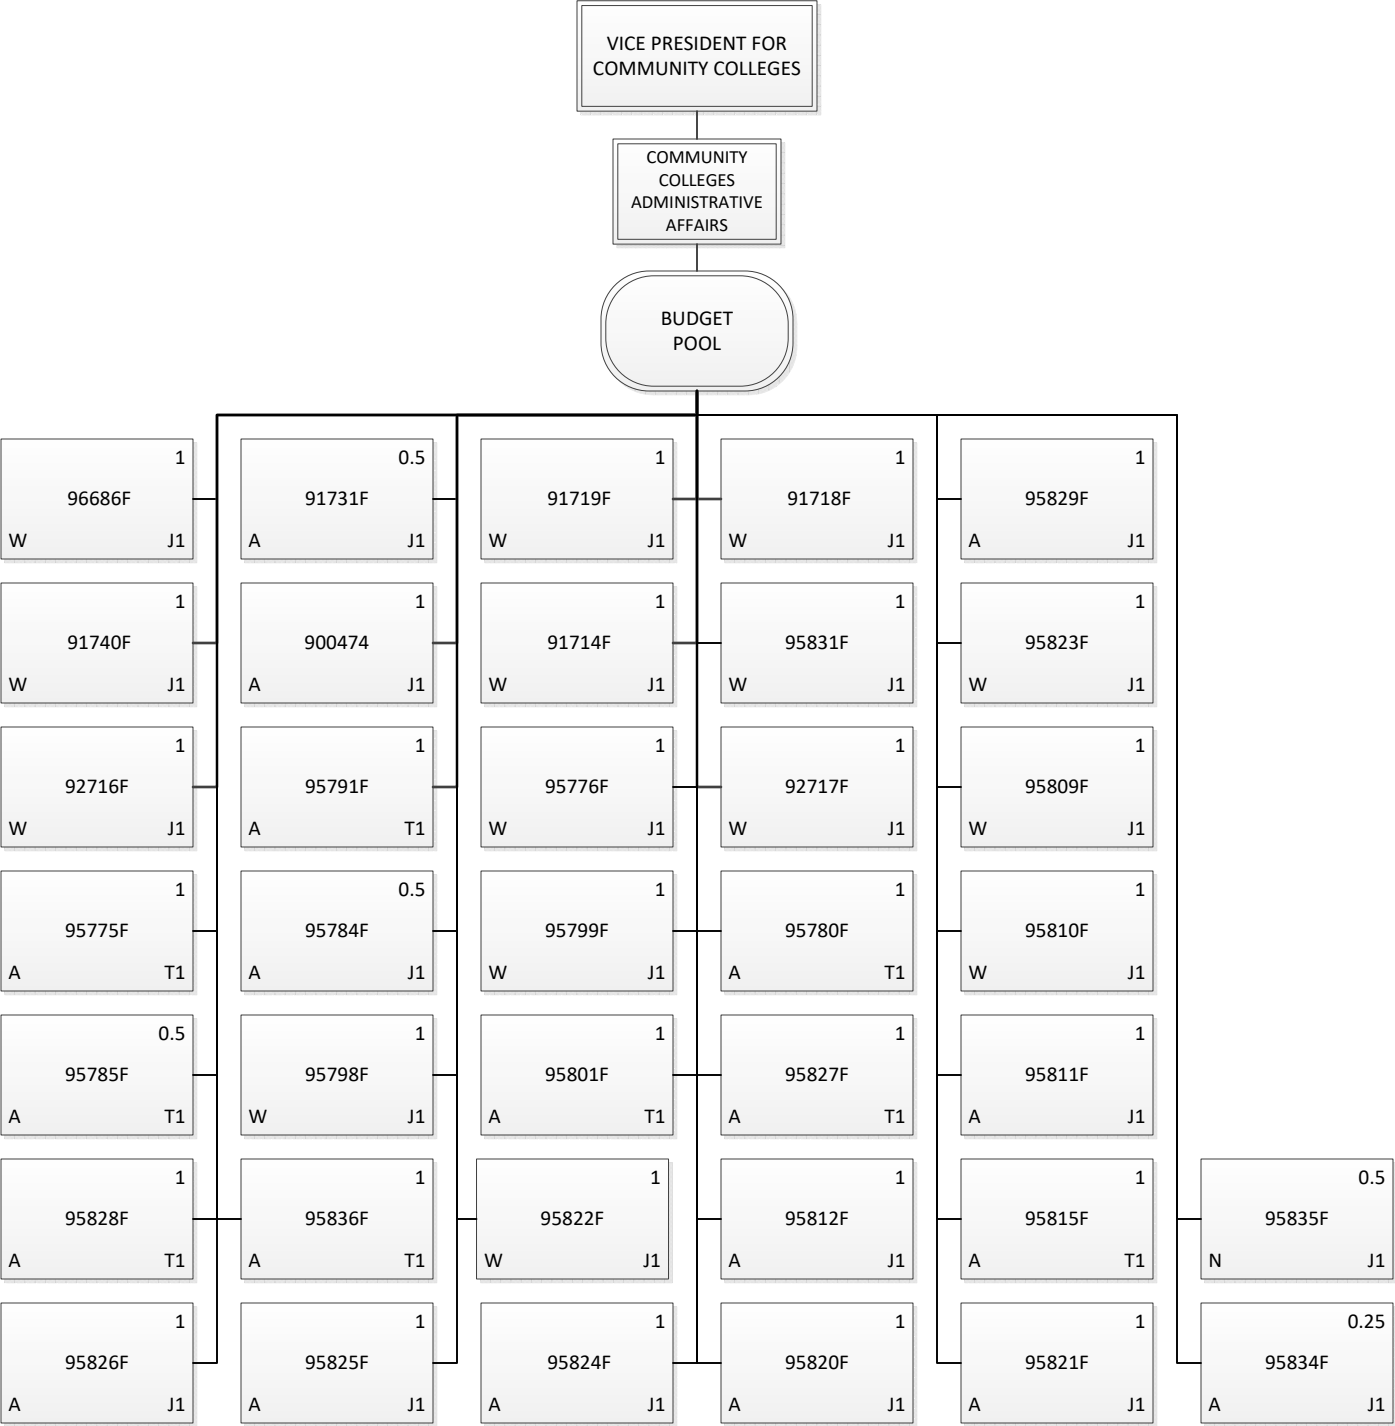 VICE PRESIDENT FOR
COMMUNITY COLLEGES
COMMUNITY
COLLEGES
ADMINISTRATIVE
AFFAIRS
BUDGET
POOL
1
96686F
W J1
0.5
91731F
A J1
1
91719F
W J1
1
91718F
W J1
1
95829F
A J1
1
91740F
W J1
1
900474
A J1
1
91714F
W J1
1
95831F
W J1
1
95823F
W J1
1
92716F
W J1
1
95791F
A T1
1
95776F
W J1
1
92717F
W J1
1
95809F
W J1
1
95775F
A T1
0.5
95784F
A J1
1
95799F
W J1
1
95780F
A T1
1
95810F
W J1
0.5
95785F
A T1
1
95798F
W J1
1
95801F
A T1
1
95827F
A T1
1
95811F
A J1
1
95828F
A T1
1
95836F
A T1
1
95822F
W J1
1
95812F
A J1
1
95815F
A T1
0.5
95835F
N J1
1
95826F
A J1
1
95825F
A J1
1
95824F
A J1
1
95820F
A J1
1
95821F
A J1
0.25
95834F
A J1